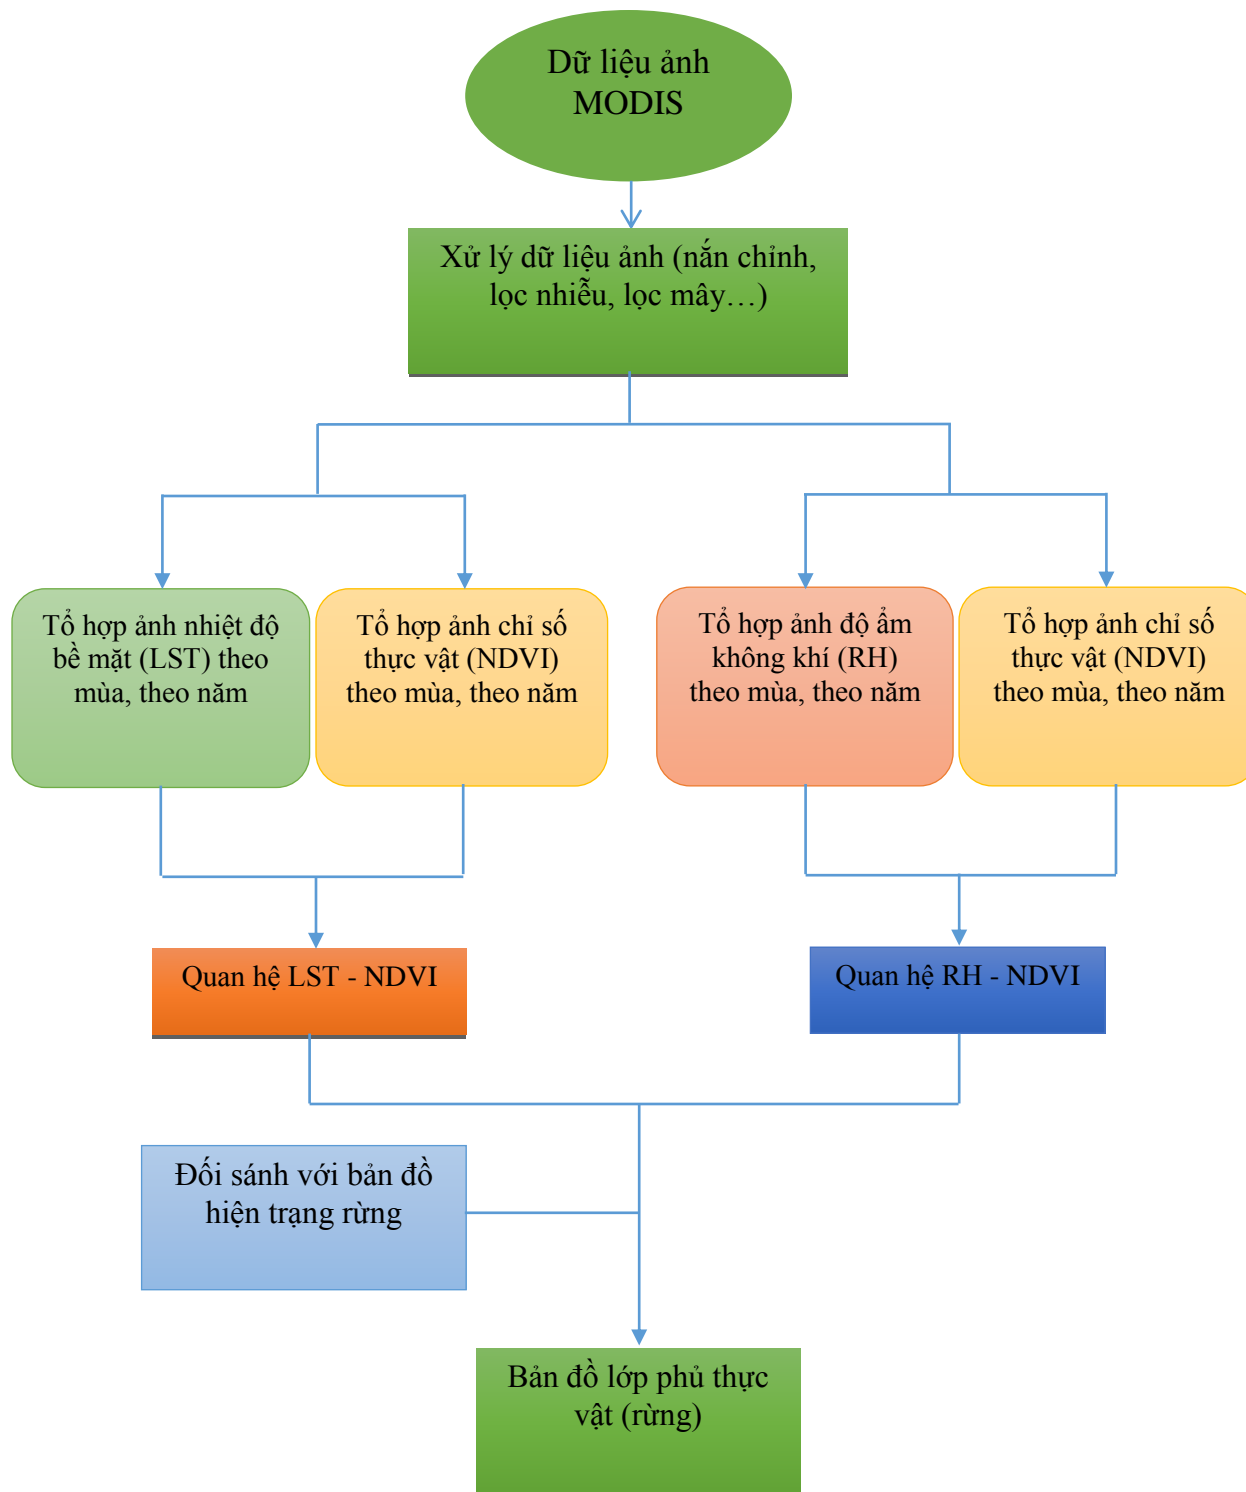 Dữ liệu ảnh
MODIS
Xử lý dữ liệu ảnh (nắn chỉnh,
lọc nhiễu, lọc mây…)
Tổ hợp ảnh nhiệt độ
bề mặt (LST) theo
mùa, theo năm
Tổ hợp ảnh chỉ số
thực vật (NDVI)
theo mùa, theo năm
Tổ hợp ảnh độ ẩm
không khí (RH)
theo mùa, theo năm
Tổ hợp ảnh chỉ số
thực vật (NDVI)
theo mùa, theo năm
Quan hệ LST - NDVI
Quan hệ RH - NDVI
Đối sánh với bản đồ
hiện trạng rừng
Bản đồ lớp phủ thực
vật (rừng)